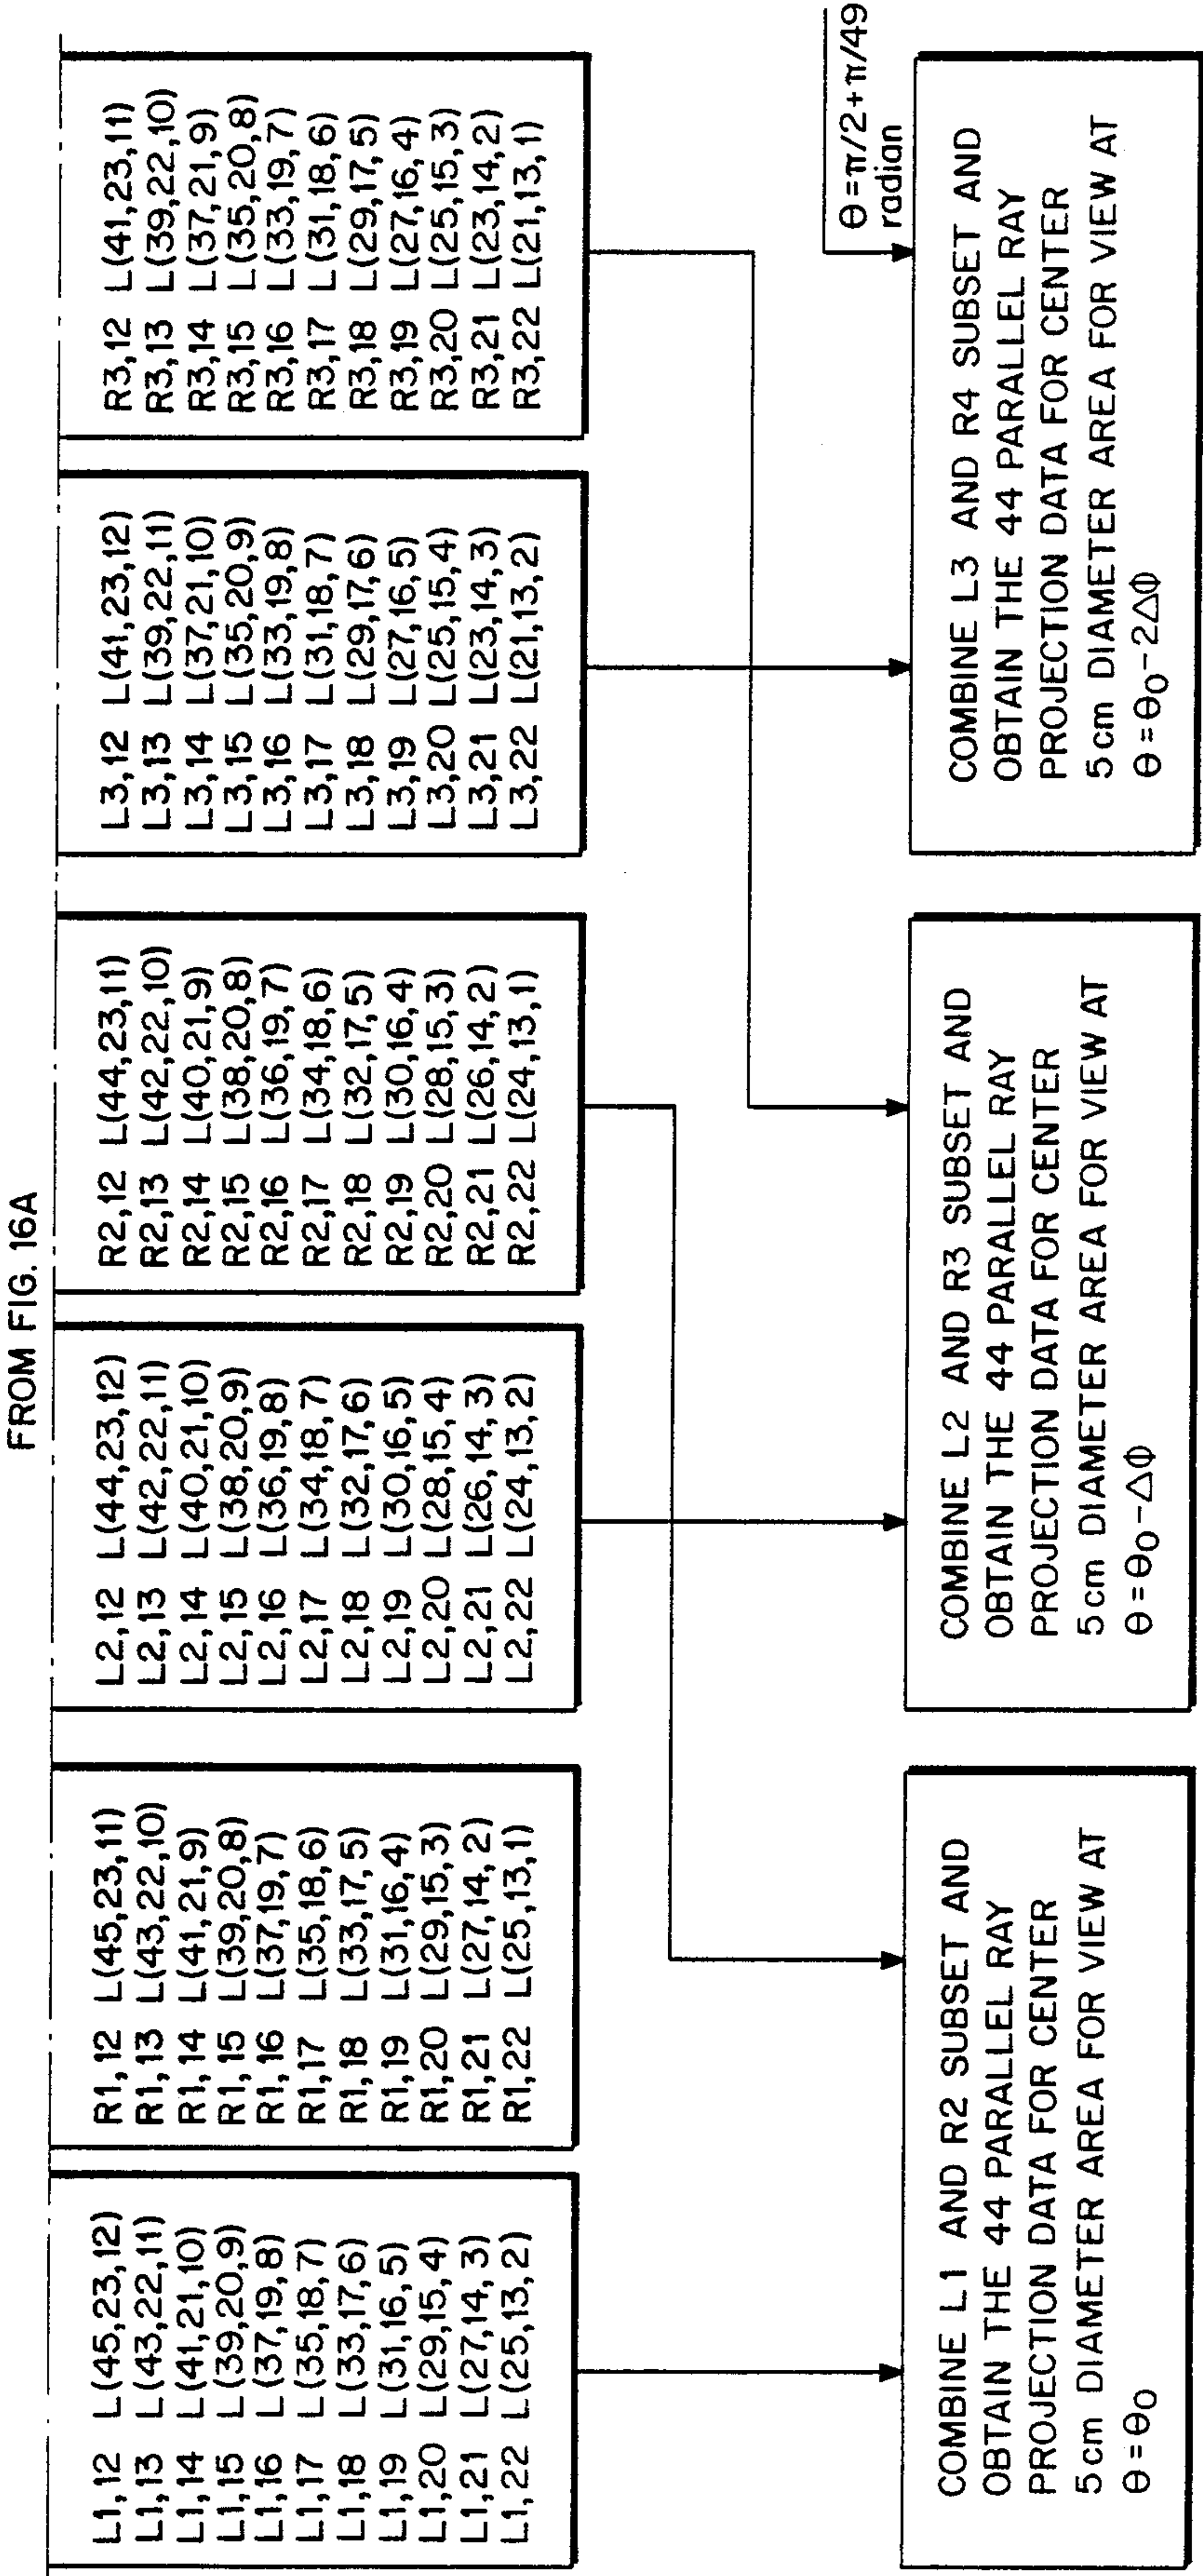 FROM FIG. 16A
L1,12 L(45,23,12)
L1,13 L(43,22,11)
L1,14 L(41,21,10)
L1,15 L(39,20,9)
L1,16 L(37,19,8)
L1,17 L(35,18,7)
L1,18 L(33,17,6)
L1,19 L(31,16,5)
L1,20 L(29,15,4)
L1,21 L(27,14,3)
L1,22 L(25,13,2)
R1,12 L(45,23,11)
R1,13 L(43,22,10)
R1,14 L(41,21,9)
R1,15 L(39,20,8)
R1,16 L(37,19,7)
R1,17 L(35,18,6)
R1,18 L(33,17,5)
R1,19 L(31,16,4)
R1,20 L(29,15,3)
R1,21 L(27,14,2)
R1,22 L(25,13,1)
L2,12 L(44,23,12)
L2,13 L(42,22,11)
L2,14 L(40,21,10)
L2,15 L(38,20,9)
L2,16 L(36,19,8)
L2,17 L(34,18,7)
L2,18 L(32,17,6)
L2,19 L(30,16,5)
L2,20 L(28,15,4)
L2,21 L(26,14,3)
L2,22 L(24,13,2)
R2,12 L(44,23,11)
R2,13 L(42,22,10)
R2,14 L(40,21,9)
R2,15 L(38,20,8)
R2,16 L(36,19,7)
R2,17 L(34,18,6)
R2,18 L(32,17,5)
R2,19 L(30,16,4)
R2,20 L(28,15,3)
R2,21 L(26,14,2)
R2,22 L(24,13,1)
L3,12 L(41,23,12)
L3,13 L(39,22,11)
L3,14 L(37,21,10)
L3,15 L(35,20,9)
L3,16 L(33,19,8)
L3,17 L(31,18,7)
L3,18 L(29,17,6)
L3,19 L(27,16,5)
L3,20 L(25,15,4)
L3,21 L(23,14,3)
L3,22 L(21,13,2)
R3,12 L(41,23,11)
R3,13 L(39,22,10)
R3,14 L(37,21,9)
R3,15 L(35,20,8)
R3,16 L(33,19,7)
R3,17 L(31,18,6)
R3,18 L(29,17,5)
R3,19 L(27,16,4)
R3,20 L(25,15,3)
R3,21 L(23,14,2)
R3,22 L(21,13,1)
θ=π/2+π/49
radian
COMBINE L1 AND R2 SUBSET AND
OBTAIN THE 44 PARALLEL RAY
PROJECTION DATA FOR CENTER
5cm DIAMETER AREA FOR VIEW AT
θ=θ₀
COMBINE L2 AND R3 SUBSET AND
OBTAIN THE 44 PARALLEL RAY
PROJECTION DATA FOR CENTER
5cm DIAMETER AREA FOR VIEW AT
θ=θ₀-ΔΦ
COMBINE L3 AND R4 SUBSET AND
OBTAIN THE 44 PARALLEL RAY
PROJECTION DATA FOR CENTER
5cm DIAMETER AREA FOR VIEW AT
θ=θ₀-2ΔΦ